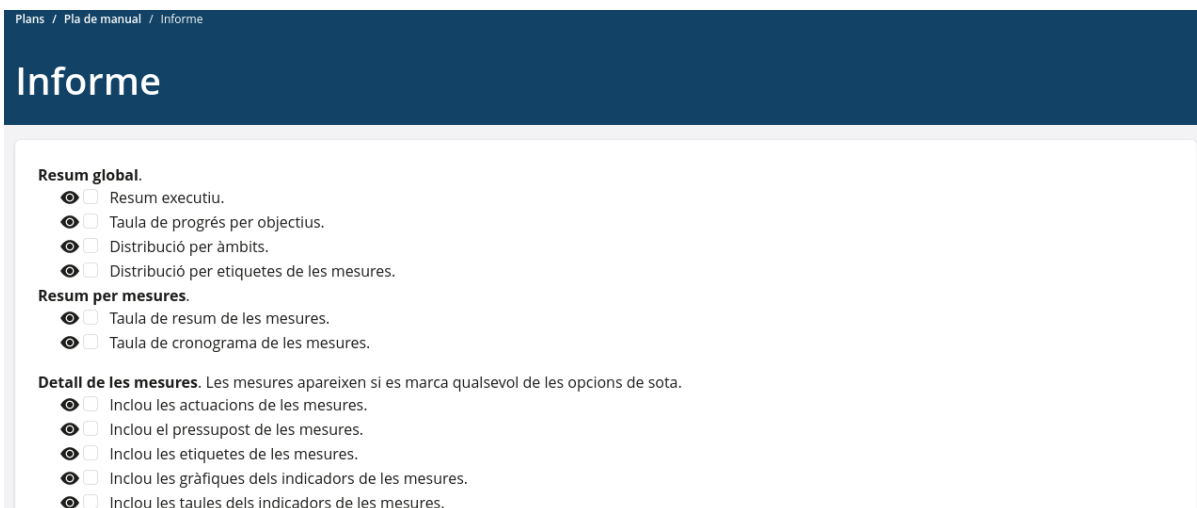 Plans / Pla de manual / Informe
Informe
Resum global.
Resum executiu.
Taula de progrés per objectius.
Distribució per àmbits.
Distribució per etiquetes de les mesures.
Resum per mesures.
Taula de resum de les mesures.
Taula de cronograma de les mesures.
Detall de les mesures. Les mesures apareixen si es marca qualsevol de les opcions de sota.
Inclou les actuacions de les mesures.
Inclou el pressupost de les mesures.
Inclou les etiquetes de les mesures.
Inclou les gràfiques dels indicadors de les mesures.
Inclou les taules dels indicadors de les mesures.